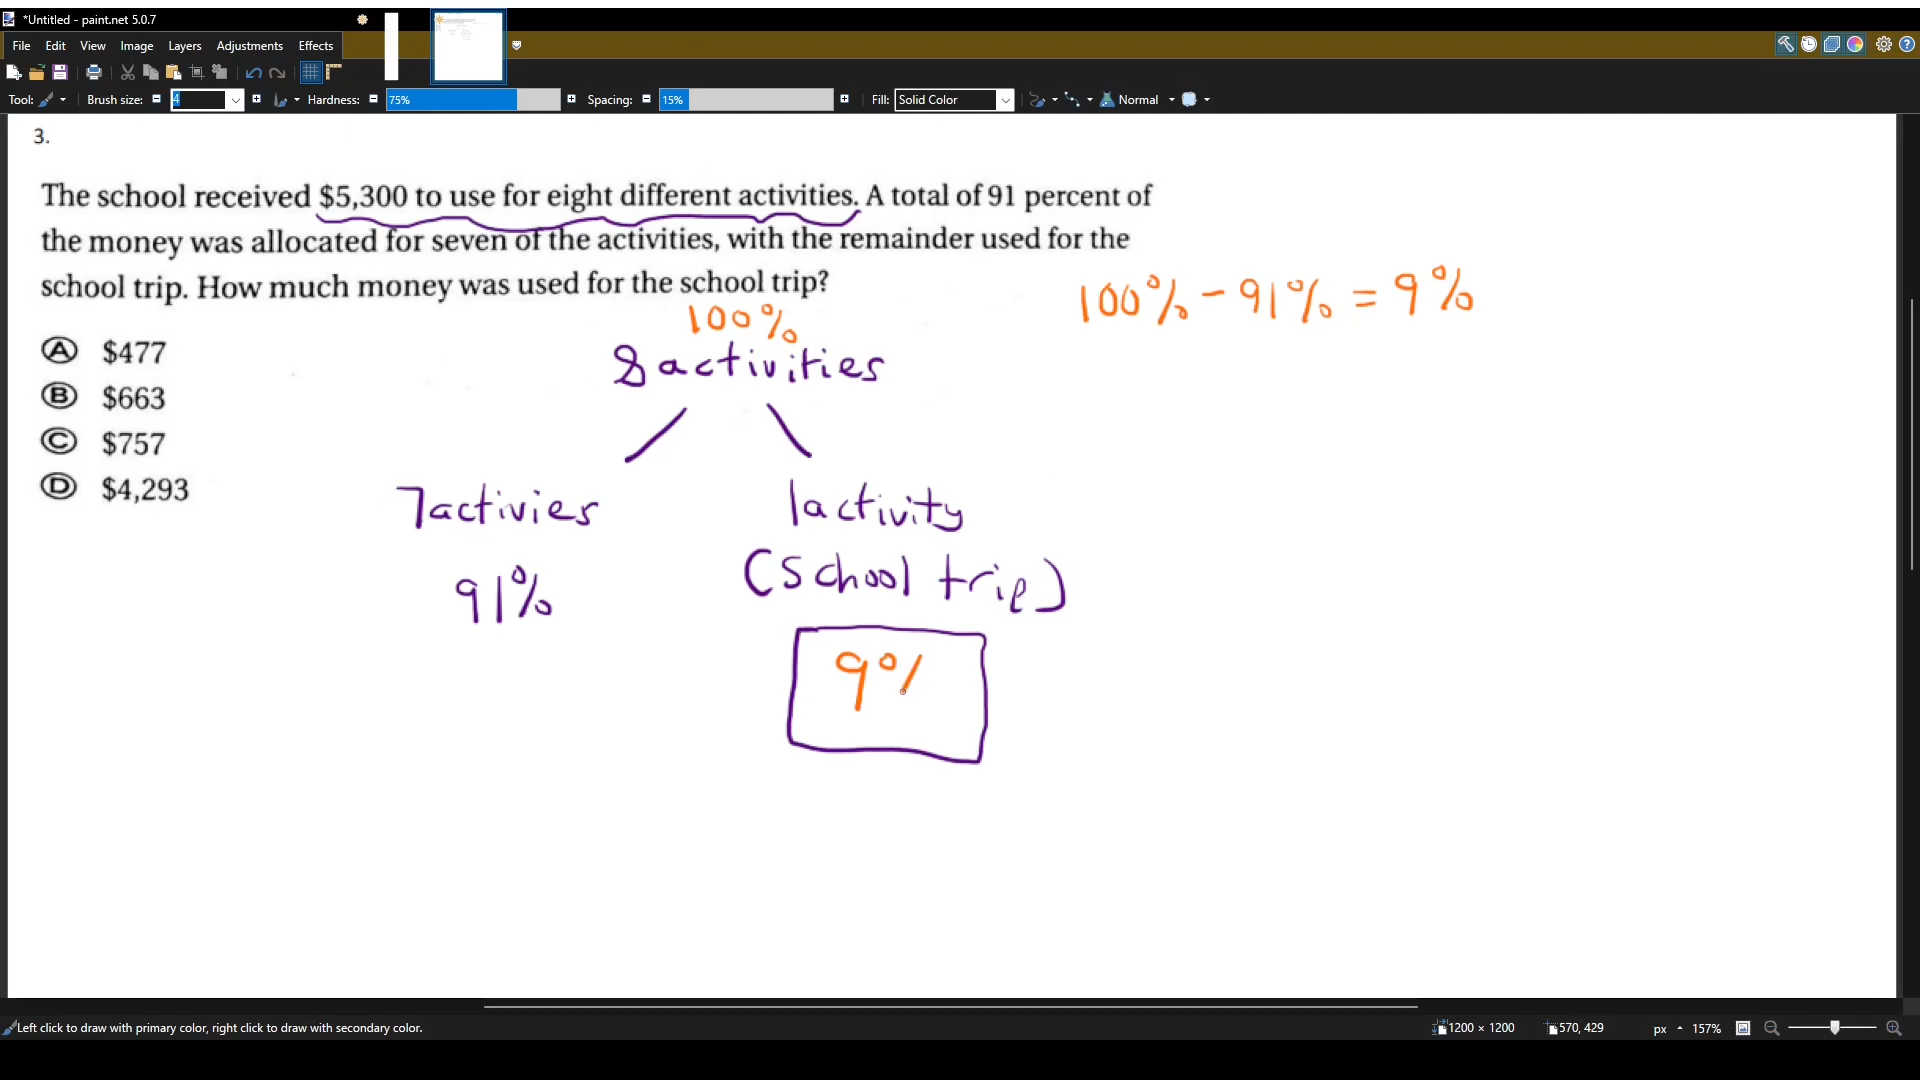 *Untitled - paint.net 5.0.7
File Edit View Image Layers Adjustments Effects
Tool: Brush size: 4 Hardness: 75% Spacing: 15% Fill: Solid Color Normal
3.
The school received $5,300 to use for eight different activities. A total of 91 percent of
the money was allocated for seven of the activities, with the remainder used for the
school trip. How much money was used for the school trip?
100% - 91% = 9%
100%
8 activities
A $477
B $663
C $757
D $4,293
7 activies
1 activity
(School trip)
91%
9%
Left click to draw with primary color, right click to draw with secondary color.
1200 × 1200 570, 429 px 157%